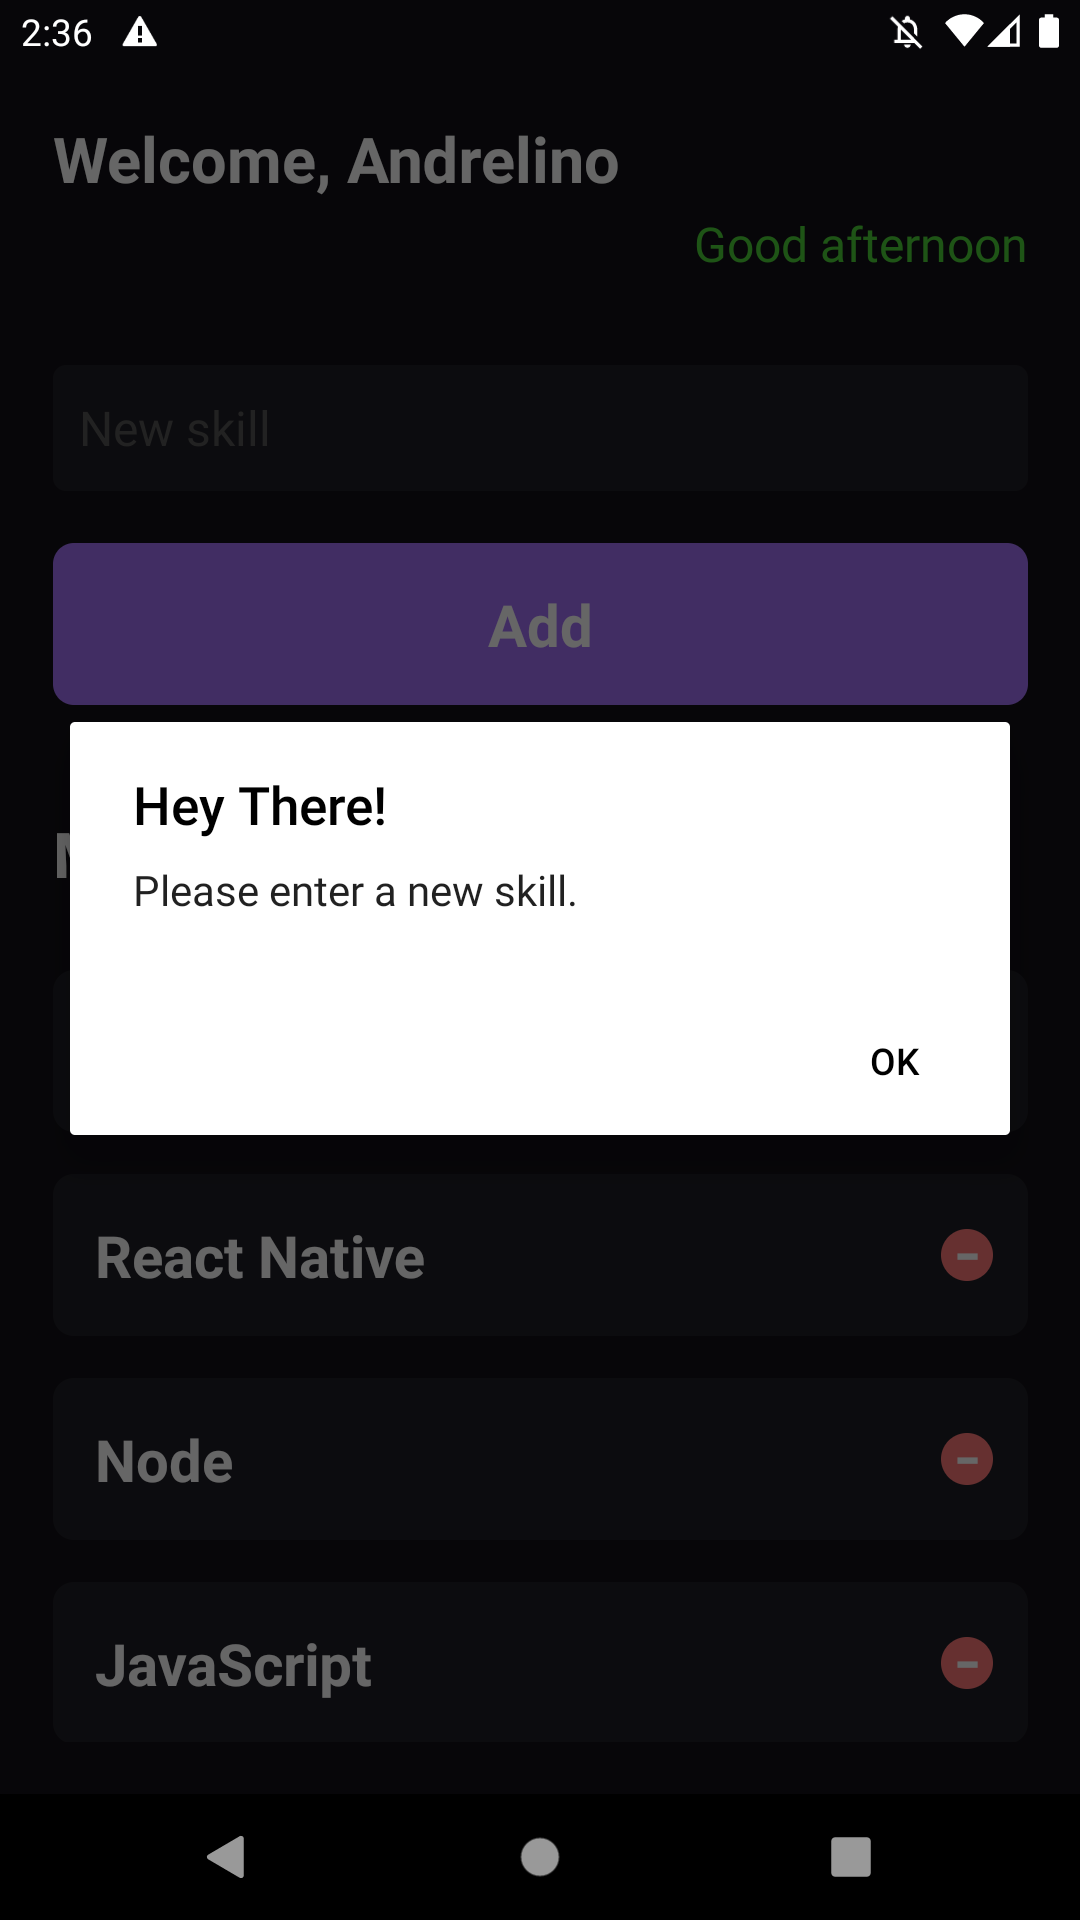 2:36
Welcome, Andrelino
Good afternoon
New skill
Add
Hey There!
Please enter a new skill.
OK
React Native
Node
JavaScript